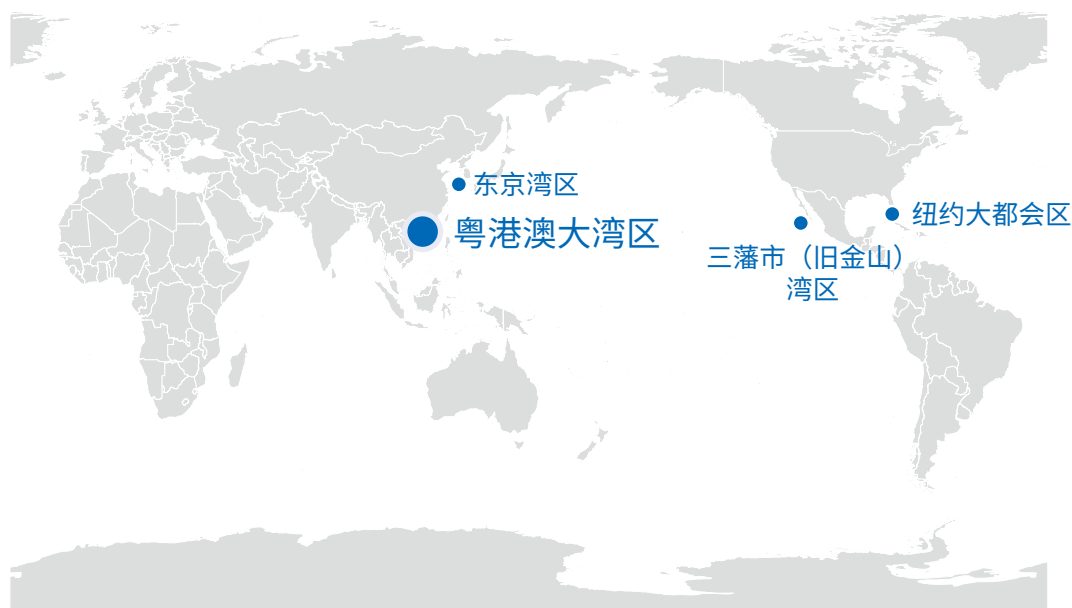 东京湾区
纽约大都会区
粤港澳大湾区
三藩市（旧金山）
湾区